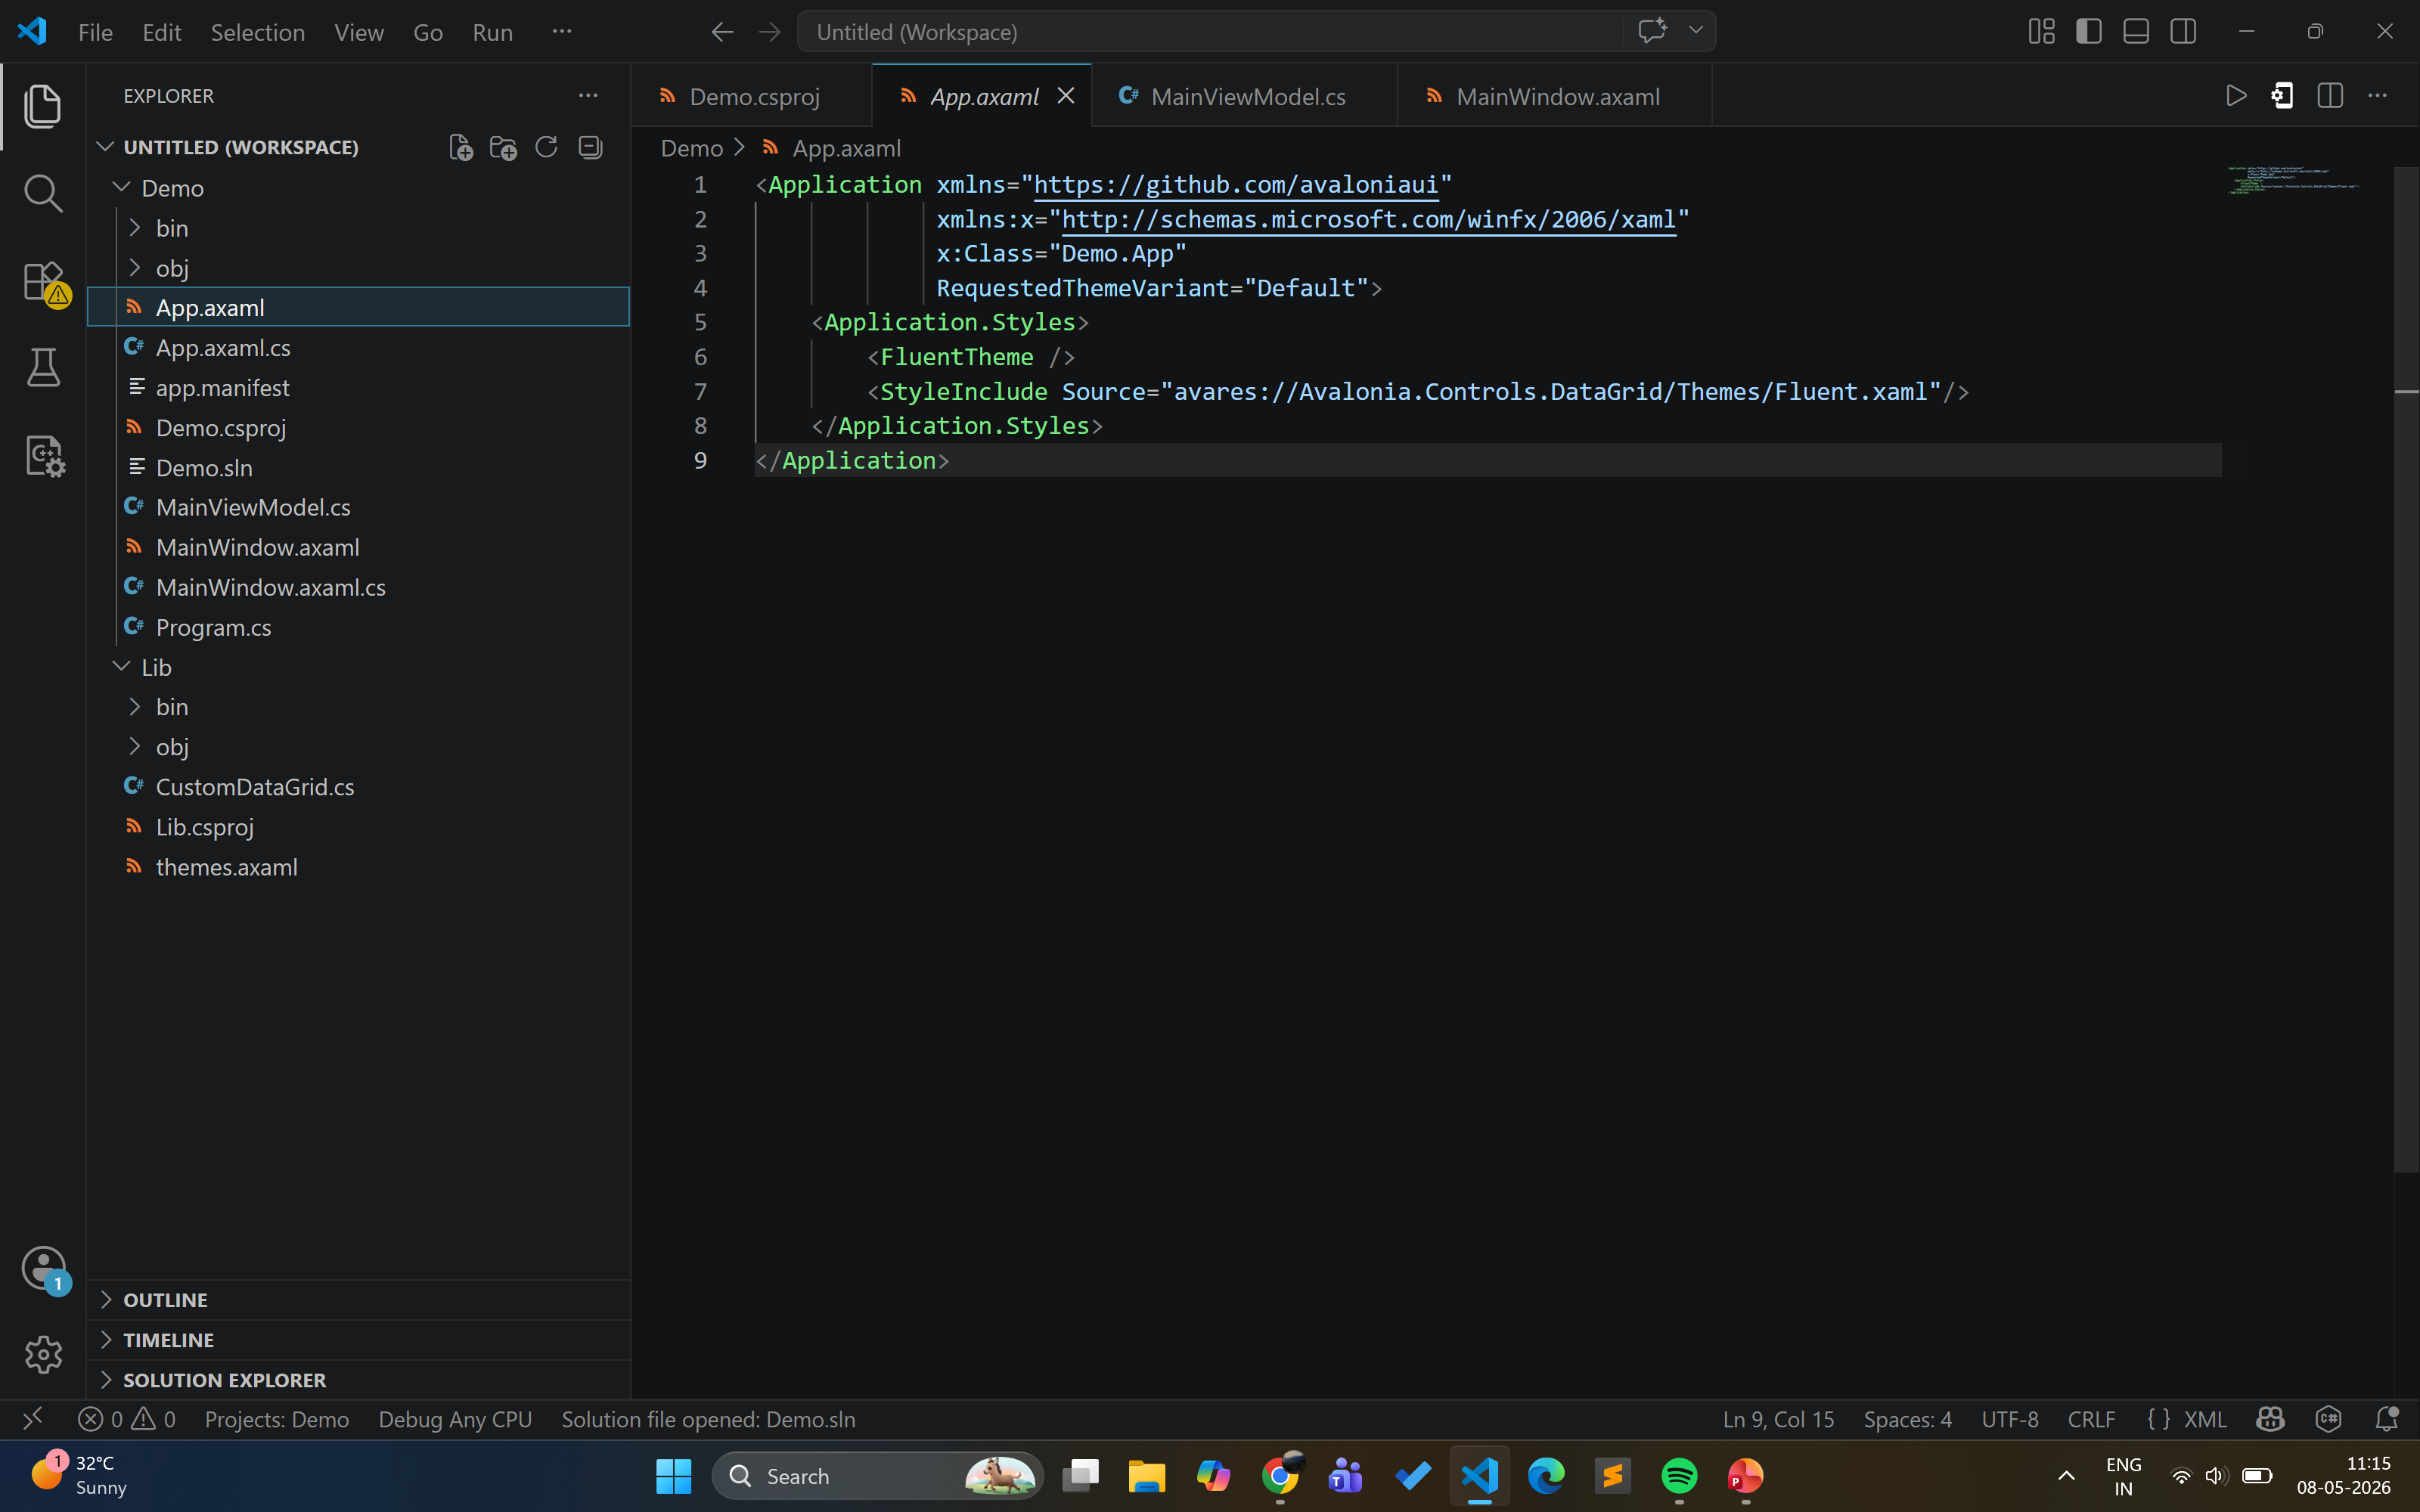 File Edit Selection View Go Run ···
Untitled (Workspace)
EXPLORER
UNTITLED (WORKSPACE)
Demo
bin
obj
App.axaml
App.axaml.cs
app.manifest
Demo.csproj
Demo.sln
MainViewModel.cs
MainWindow.axaml
MainWindow.axaml.cs
Program.cs
Lib
bin
obj
CustomDataGrid.cs
Lib.csproj
themes.axaml
OUTLINE
TIMELINE
SOLUTION EXPLORER
1
Demo.csproj App.axaml MainViewModel.cs MainWindow.axaml
Demo > App.axaml
1 <Application xmlns="https://github.com/avaloniaui"
2 xmlns:x="http://schemas.microsoft.com/winfx/2006/xaml"
3 x:Class="Demo.App"
4 RequestedThemeVariant="Default">
5 <Application.Styles>
6 <FluentTheme />
7 <StyleInclude Source="avares://Avalonia.Controls.DataGrid/Themes/Fluent.xaml"/>
8 </Application.Styles>
9 </Application>
0 0 Projects: Demo Debug Any CPU Solution file opened: Demo.sln Ln 9, Col 15 Spaces: 4 UTF-8 CRLF { } XML
1 32°C
Sunny
Search
ENG
IN
11:15
08-05-2026